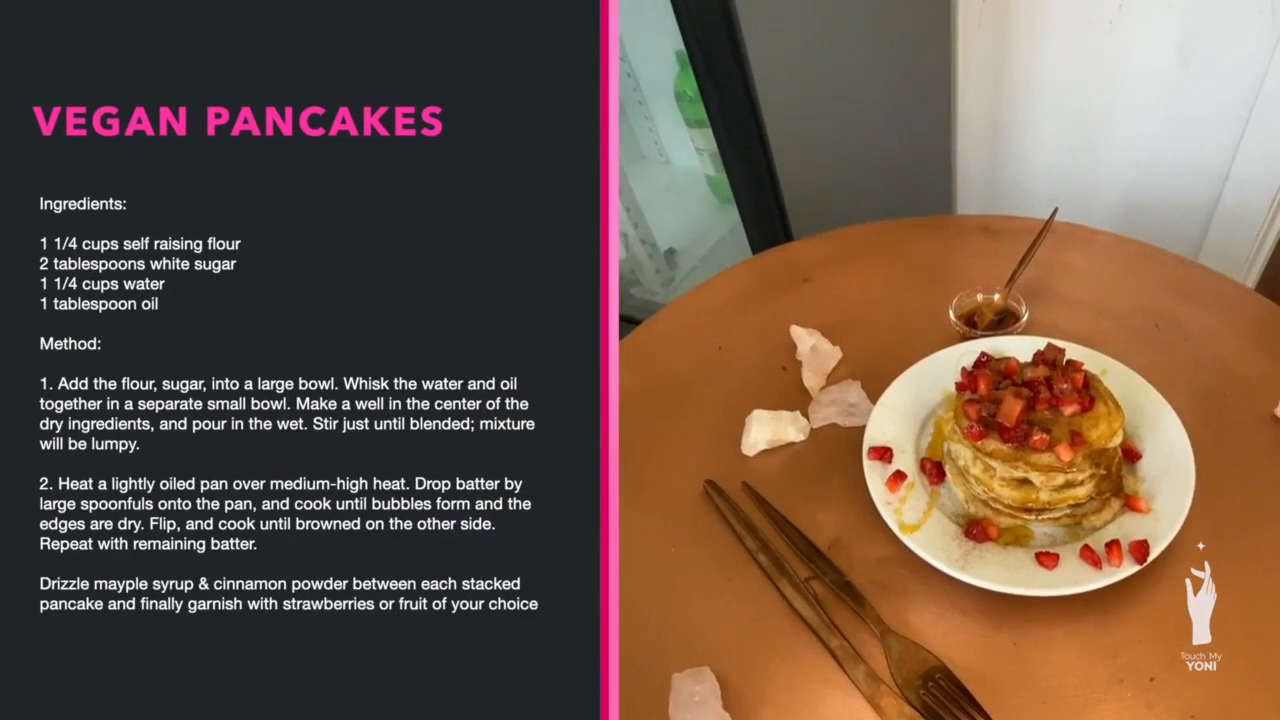 VEGAN PANCAKES
Ingredients:
1 1/4 cups self raising flour
2 tablespoons white sugar
1 1/4 cups water
1 tablespoon oil
Method:
1. Add the flour, sugar, into a large bowl. Whisk the water and oil
together in a separate small bowl. Make a well in the center of the
dry ingredients, and pour in the wet. Stir just until blended; mixture
will be lumpy.
2. Heat a lightly oiled pan over medium-high heat. Drop batter by
large spoonfuls onto the pan, and cook until bubbles form and the
edges are dry. Flip, and cook until browned on the other side.
Repeat with remaining batter.
Drizzle mayple syrup & cinnamon powder between each stacked
pancake and finally garnish with strawberries or fruit of your choice
Touch My
YONI